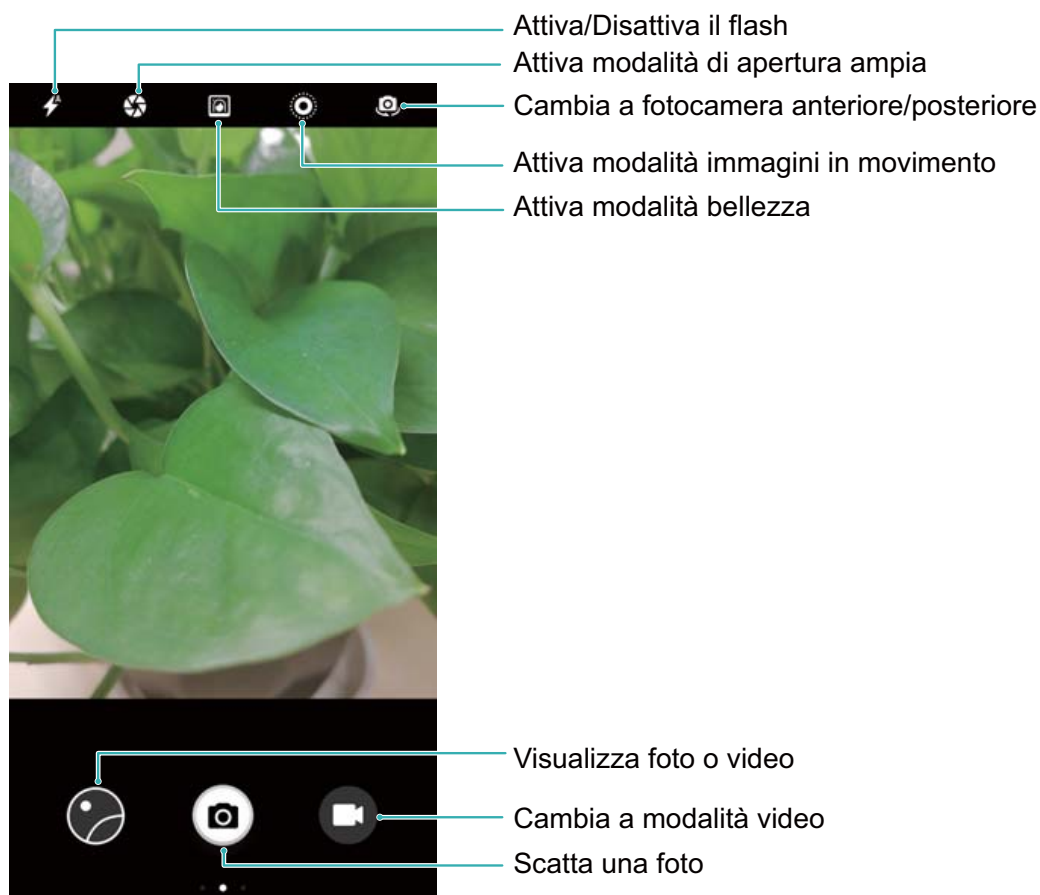 Attiva/Disattiva il flash
Attiva modalità di apertura ampia
Cambia a fotocamera anteriore/posteriore
Attiva modalità immagini in movimento
Attiva modalità bellezza
Visualizza foto o video
Cambia a modalità video
Scatta una foto